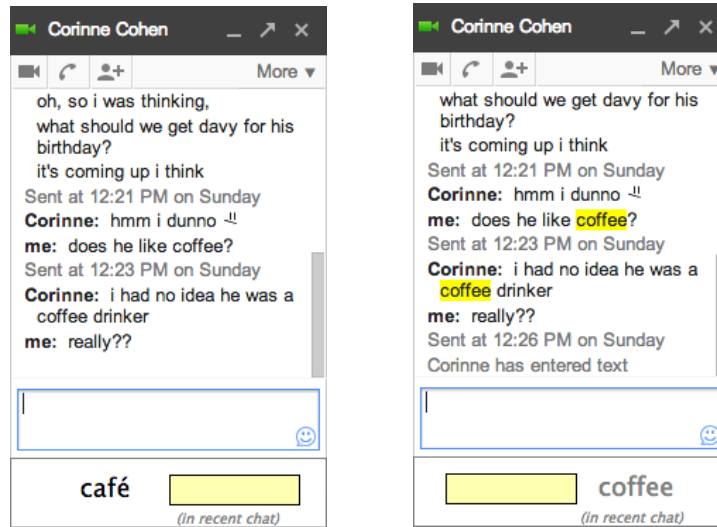 Corinne Cohen
More ▼
oh, so i was thinking,
what should we get davy for his
birthday?
it's coming up i think
Sent at 12:21 PM on Sunday
Corinne: hmm i dunno
me: does he like coffee?
Sent at 12:23 PM on Sunday
Corinne: i had no idea he was a
coffee drinker
me: really??
café
(in recent chat)
Corinne Cohen
More ▼
what should we get davy for his
birthday?
it's coming up i think
Sent at 12:21 PM on Sunday
Corinne: hmm i dunno
me: does he like coffee?
Sent at 12:23 PM on Sunday
Corinne: i had no idea he was a
coffee drinker
me: really??
Sent at 12:26 PM on Sunday
Corinne has entered text
coffee
(in recent chat)